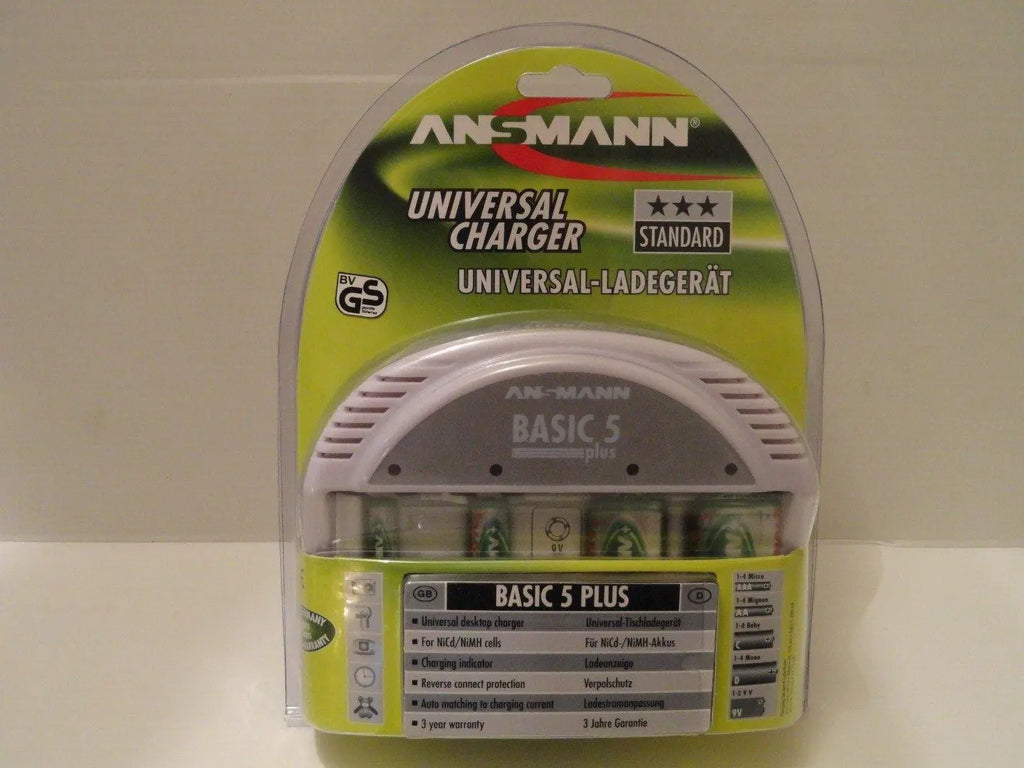 ANSMANN®
UNIVERSAL
CHARGER
★★★
STANDARD
UNIVERSAL-LADEGERÄT
BV
GS
ANSMANN
BASIC 5
plus
9V
GB
BASIC 5 PLUS
D
Universal desktop charger
Universal-Tischladegerät
For NiCd/NiMH cells
Für NiCd-/NiMH-Akkus
Charging indicator
Ladeanzeige
Reverse connect protection
Verpolschutz
Auto matching to charging current
Ladestromanpassung
3 year warranty
3 Jahre Garantie
1-4 Micro
AAA
1-4 Mignon
AA
1-4 Baby
C
1-4 Mono
D
1-2 9 V
9V